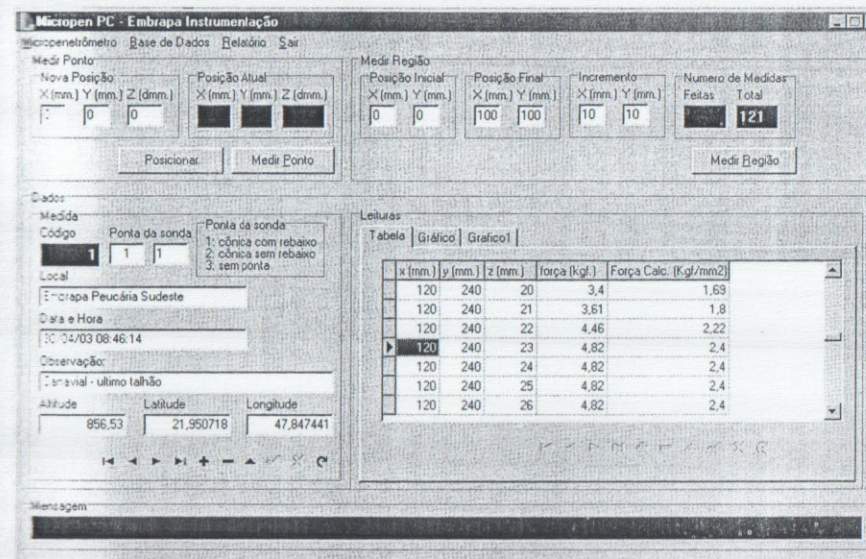 Micropen PC - Embrapa Instrumentação
Micropenetrômetro Base de Dados Relatório Sair
Medir Ponto
Nova Posição
X (mm.) Y (mm.) Z (dmm.)
0 0
Posição Atual
X (mm.) Y (mm.) Z (dmm.)
Posicionar Medir Ponto
Medir Região
Posição Inicial
X (mm.) Y (mm.)
0 0
Posição Final
X (mm.) Y (mm.)
100 100
Incremento
X (mm.) Y (mm.)
10 10
Numero de Medidas
Feitas Total
121
Medir Região
Dados
Medida
Código Ponta da sonda
1 1 1
Ponta da sonda
1: cônica com rebaixo
2: cônica sem rebaixo
3: sem ponta
Local
Embrapa Peucária Sudeste
Data e Hora
30/04/03 08:46:14
Observação:
Canavial - ultimo talhão
Altitude Latitude Longitude
856,53 21,950718 47,847441
Leituras
Tabela Gráfico Grafico1
x (mm.) y (mm.) z (mm.) força (kgf.) Força Calc. (Kgf/mm2)
120 240 20 3,4 1,69
120 240 21 3,61 1,8
120 240 22 4,46 2,22
120 240 23 4,82 2,4
120 240 24 4,82 2,4
120 240 25 4,82 2,4
120 240 26 4,82 2,4
Mensagem